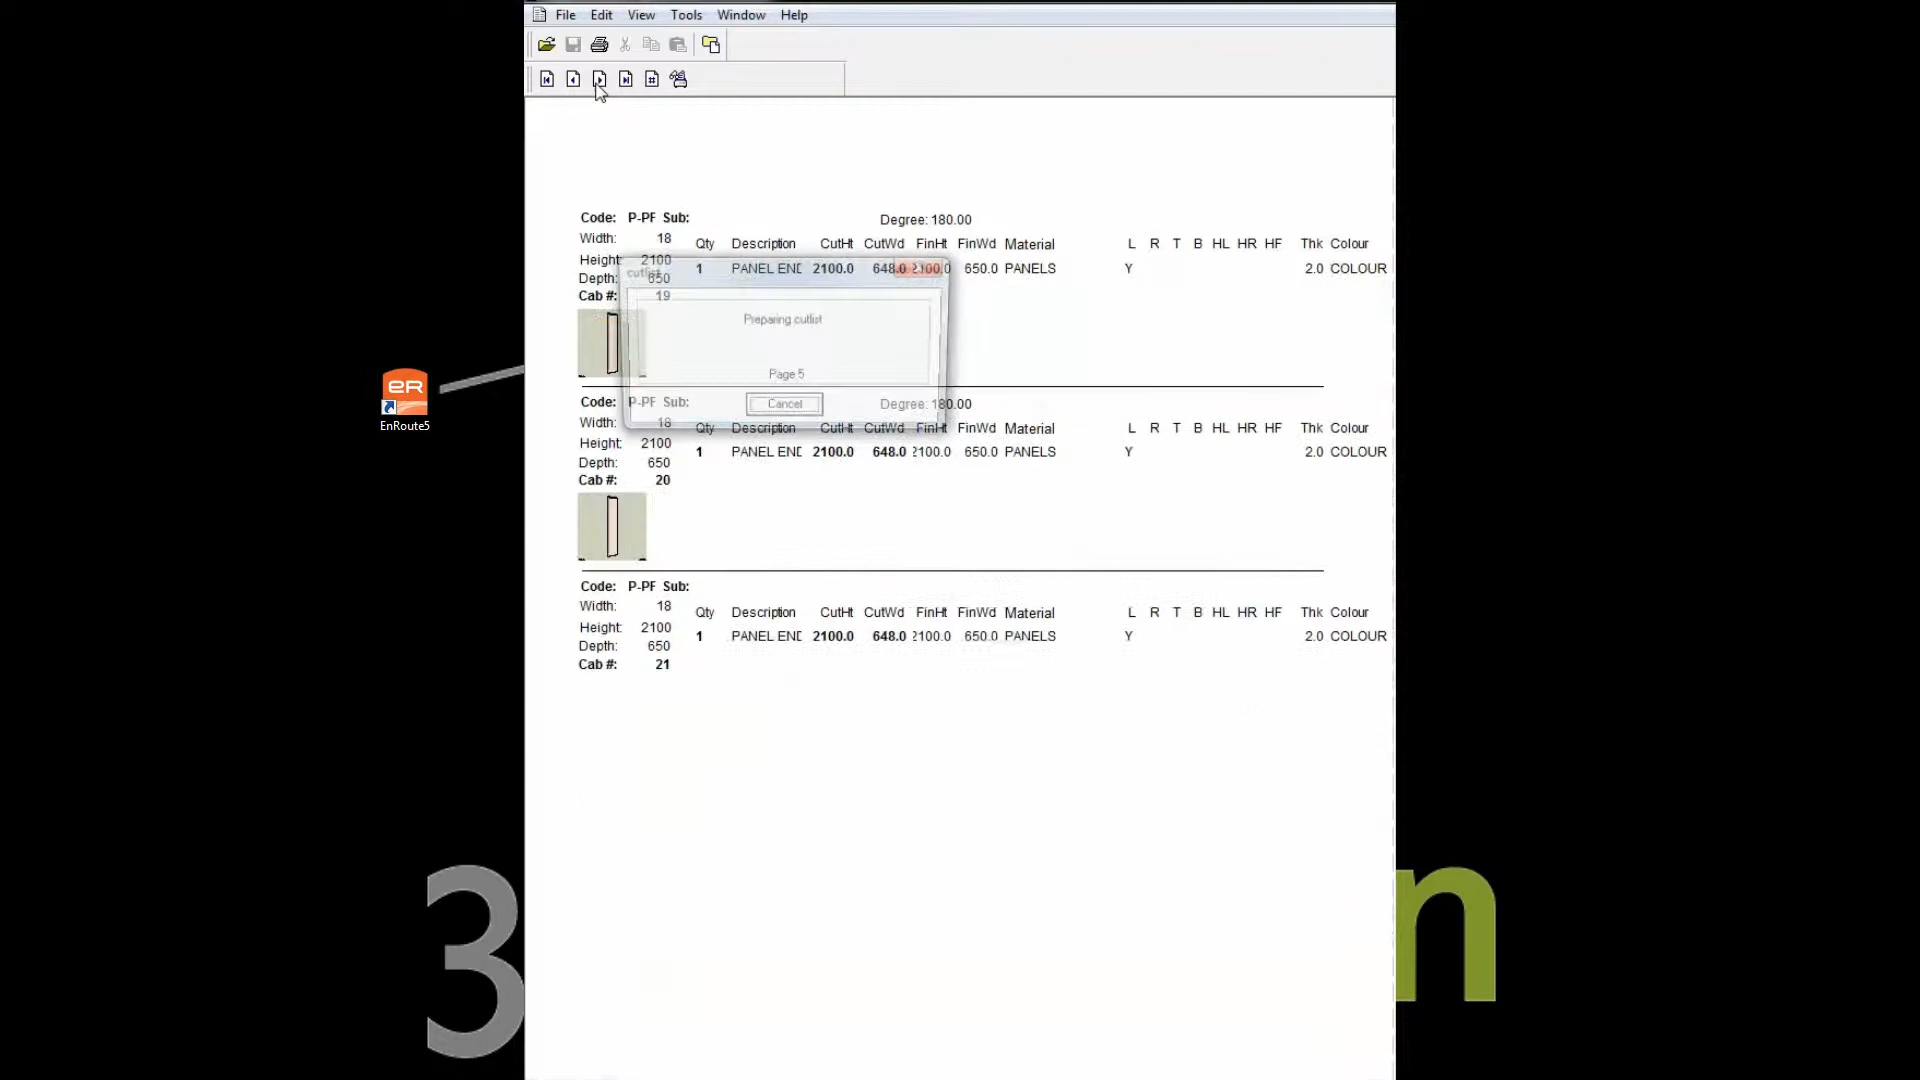 File Edit View Tools Window Help
Code: P-PF Sub: Degree: 180.00
Width: 18 Qty Description CutHt CutWd FinHt FinWd Material L R T B HL HR HF Thk Colour
Height: 2100 1 PANEL END 2100.0 648.0 2100.0 650.0 PANELS Y 2.0 COLOUR
Depth: 650
Cab #: 19
cutlist
Preparing cutlist
Page 5
Cancel
Code: P-PF Sub: Degree: 180.00
Width: 18 Qty Description CutHt CutWd FinHt FinWd Material L R T B HL HR HF Thk Colour
Height: 2100 1 PANEL END 2100.0 648.0 2100.0 650.0 PANELS Y 2.0 COLOUR
Depth: 650
Cab #: 20
Code: P-PF Sub:
Width: 18 Qty Description CutHt CutWd FinHt FinWd Material L R T B HL HR HF Thk Colour
Height: 2100 1 PANEL END 2100.0 648.0 2100.0 650.0 PANELS Y 2.0 COLOUR
Depth: 650
Cab #: 21
eR
EnRoute5
3 n